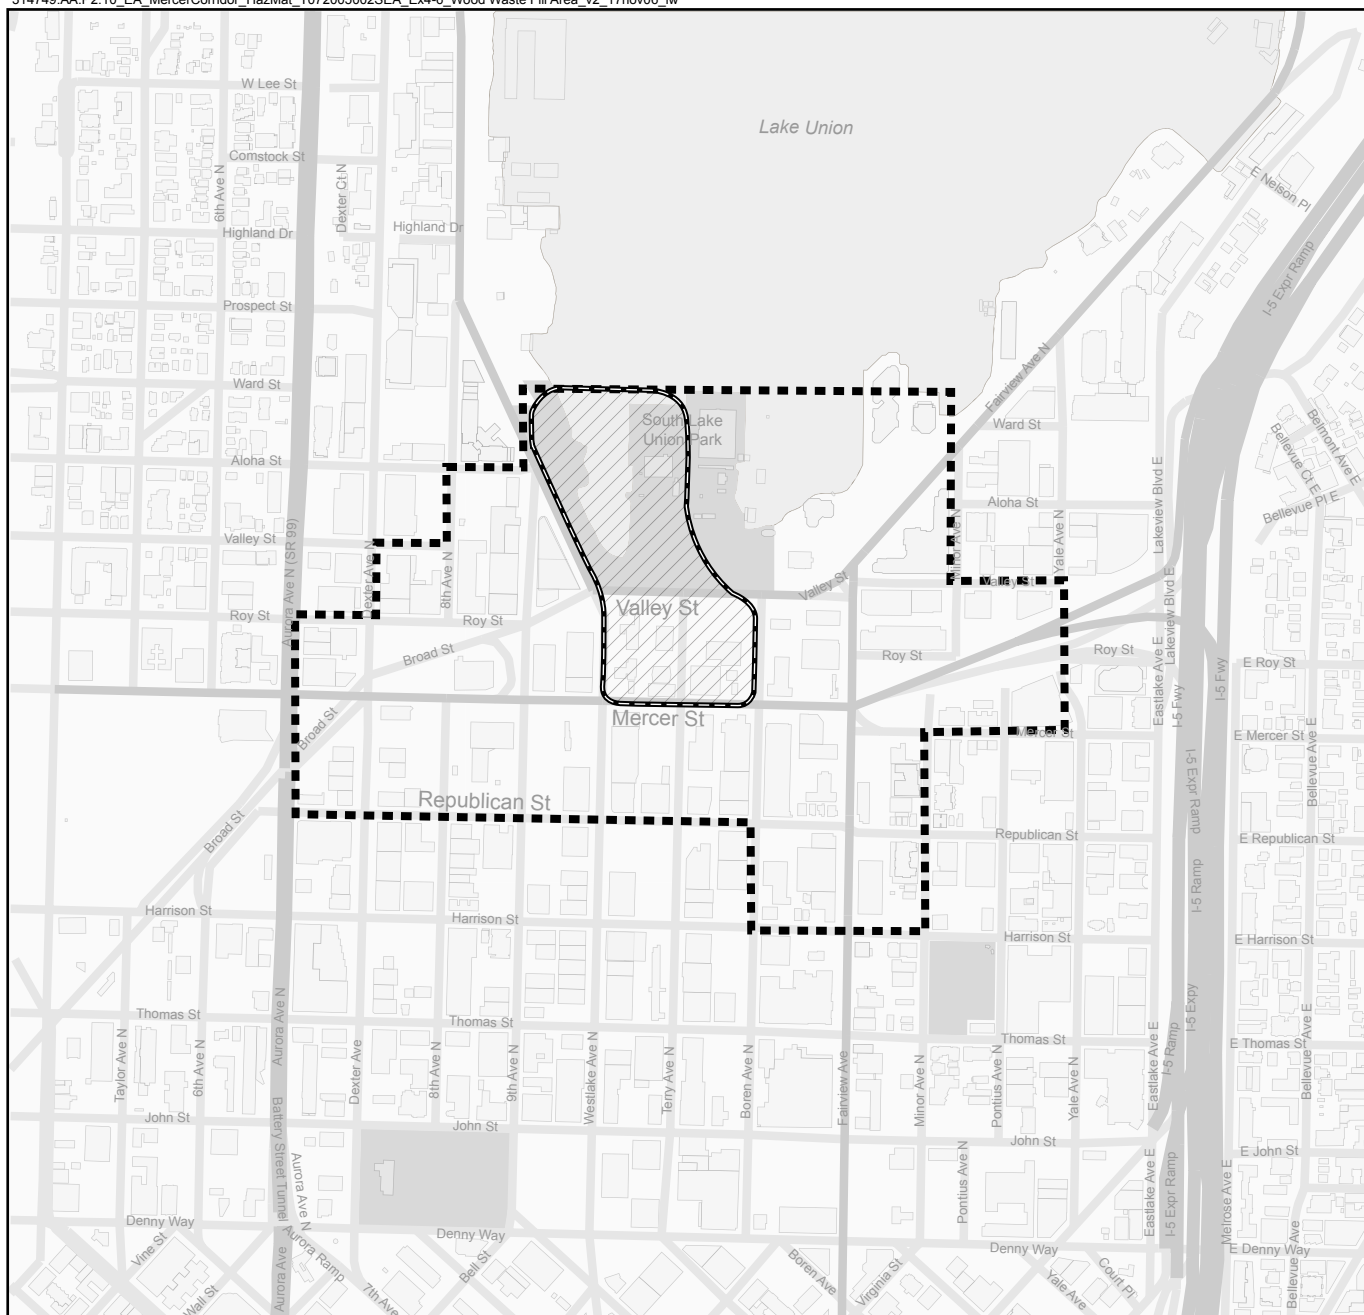 W Lee St
Lake Union
Comstock St
6th Ave N
Dexter Ct N
E Nelson Pl
Highland Dr
Highland Dr
I-5 Expr Ramp
Prospect St
Fairview Ave N
Ward St
South Lake
Union Park
Ward St
Belmont Ave E
Bellevue Ct E
Aloha St
Lakeview Blvd E
Aloha St
Bellevue Pl E
Aurora Ave N (SR 99)
Valley St
Dexter Ave N
8th Ave N
Minor Ave N
Yale Ave N
Valley St
Valley St
Valley St
Lakeview Blvd E
Roy St
Roy St
Broad St
Roy St
Roy St
Eastlake Ave E
E Roy St
I-5 Fwy
I-5 Fwy
Broad St
Mercer St
Mercer St
E Mercer St
Bellevue Ave E
I-5 Expr Ramp
Republican St
Broad St
Republican St
E Republican St
I-5 Ramp
Harrison St
Harrison St
Harrison St
E Harrison St
Thomas St
Thomas St
Thomas St
E Thomas St
Aurora Ave N
I-5 Expy
I-5 Ramp
Taylor Ave N
6th Ave N
Dexter Ave
8th Ave N
9th Ave N
Westlake Ave N
Terry Ave N
Boren Ave N
Fairview Ave
Minor Ave N
Pontius Ave N
Yale Ave N
Eastlake Ave E
Bellevue Ave E
John St
John St
John St
E John St
Battery Street Tunnel
Aurora Ave N
Pontius Ave N
Eastlake Ave E
I-5 Expr Ramp
Melrose Ave E
Denny Way
Denny Way
Denny Way
E Denny Way
Vine St
Wall St
Aurora Ave
Aurora Ramp
7th Ave
Bell St
Boren Ave
Virginia St
Yale Ave
Court Pl
Bellevue Ave